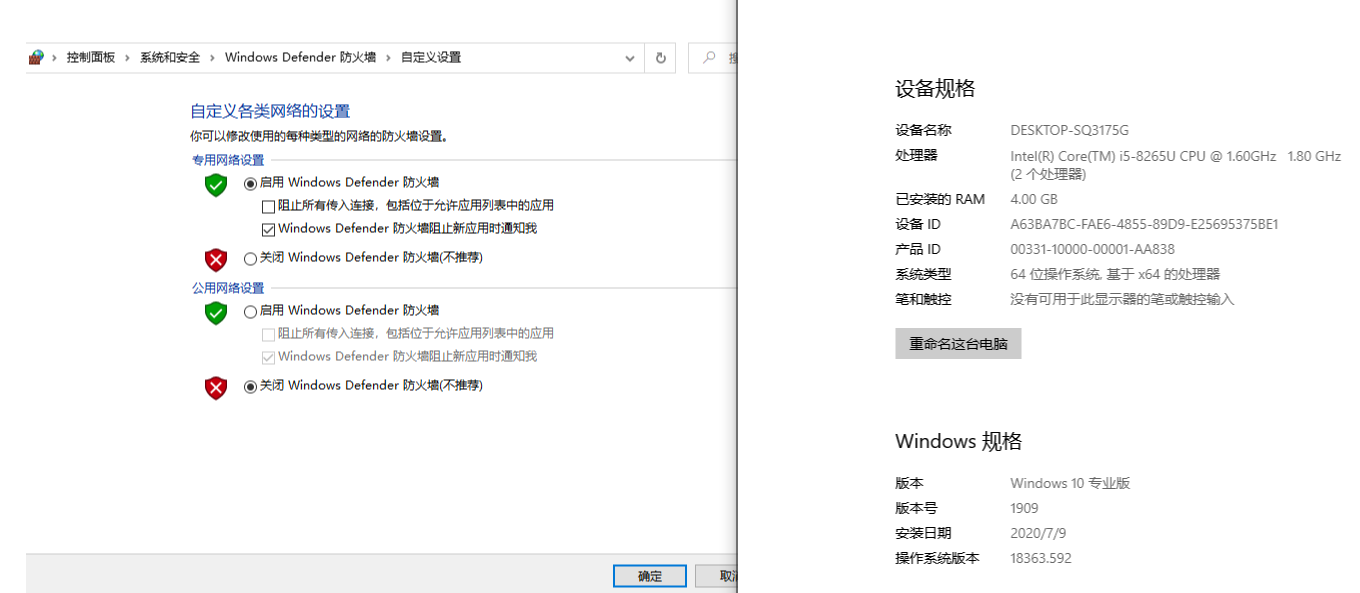 控制面板 › 系统和安全 › Windows Defender 防火墙 › 自定义设置
自定义各类网络的设置
你可以修改使用的每种类型的网络的防火墙设置。
专用网络设置
启用 Windows Defender 防火墙
阻止所有传入连接，包括位于允许应用列表中的应用
Windows Defender 防火墙阻止新应用时通知我
关闭 Windows Defender 防火墙(不推荐)
公用网络设置
启用 Windows Defender 防火墙
阻止所有传入连接，包括位于允许应用列表中的应用
Windows Defender 防火墙阻止新应用时通知我
关闭 Windows Defender 防火墙(不推荐)
确定
设备规格
设备名称 DESKTOP-SQ3175G
处理器 Intel(R) Core(TM) i5-8265U CPU @ 1.60GHz 1.80 GHz
(2 个处理器)
已安装的 RAM 4.00 GB
设备 ID A63BA7BC-FAE6-4855-89D9-E25695375BE1
产品 ID 00331-10000-00001-AA838
系统类型 64 位操作系统, 基于 x64 的处理器
笔和触控 没有可用于此显示器的笔或触控输入
重命名这台电脑
Windows 规格
版本 Windows 10 专业版
版本号 1909
安装日期 2020/7/9
操作系统版本 18363.592